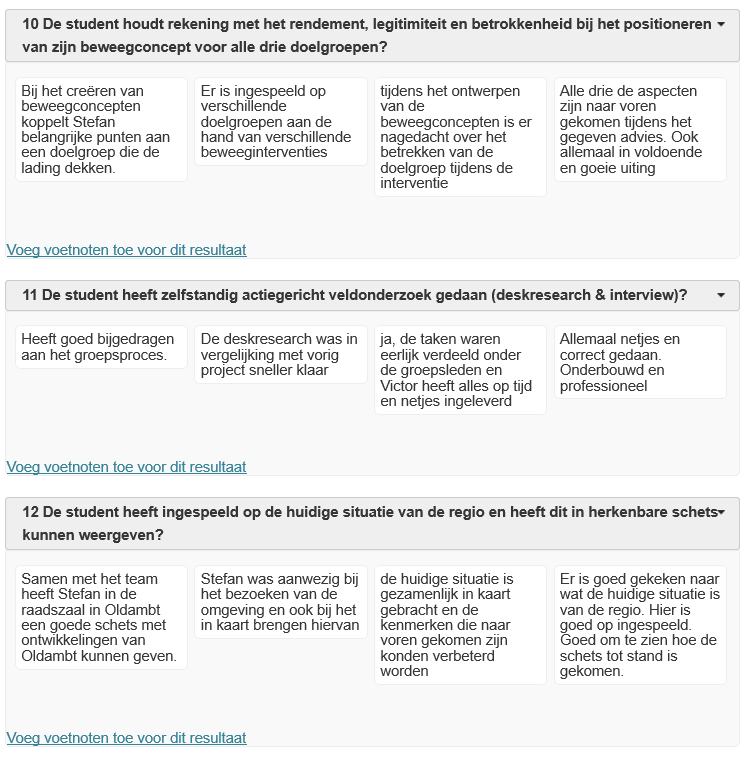 10 De student houdt rekening met het rendement, legitimiteit en betrokkenheid bij het positioneren
van zijn beweegconcept voor alle drie doelgroepen?
Bij het creëren van
beweegconcepten
koppelt Stefan
belangrijke punten aan
een doelgroep die de
lading dekken.
Er is ingespeeld op
verschillende
doelgroepen aan de
hand van verschillende
beweeginterventies
tijdens het ontwerpen
van de
beweegconcepten is er
nagedacht over het
betrekken van de
doelgroep tijdens de
interventie
Alle drie de aspecten
zijn naar voren
gekomen tijdens het
gegeven advies. Ook
allemaal in voldoende
en goeie uiting
Voeg voetnoten toe voor dit resultaat
11 De student heeft zelfstandig actiegericht veldonderzoek gedaan (deskresearch & interview)?
Heeft goed bijgedragen
aan het groepsproces.
De deskresearch was in
vergelijking met vorig
project sneller klaar
ja, de taken waren
eerlijk verdeeld onder
de groepsleden en
Victor heeft alles op tijd
en netjes ingeleverd
Allemaal netjes en
correct gedaan.
Onderbouwd en
professioneel
Voeg voetnoten toe voor dit resultaat
12 De student heeft ingespeeld op de huidige situatie van de regio en heeft dit in herkenbare schets
kunnen weergeven?
Samen met het team
heeft Stefan in de
raadszaal in Oldambt
een goede schets met
ontwikkelingen van
Oldambt kunnen geven.
Stefan was aanwezig bij
het bezoeken van de
omgeving en ook bij het
in kaart brengen hiervan
de huidige situatie is
gezamenlijk in kaart
gebracht en de
kenmerken die naar
voren gekomen zijn
konden verbeterd
worden
Er is goed gekeken naar
wat de huidige situatie is
van de regio. Hier is
goed op ingespeeld.
Goed om te zien hoe de
schets tot stand is
gekomen.
Voeg voetnoten toe voor dit resultaat